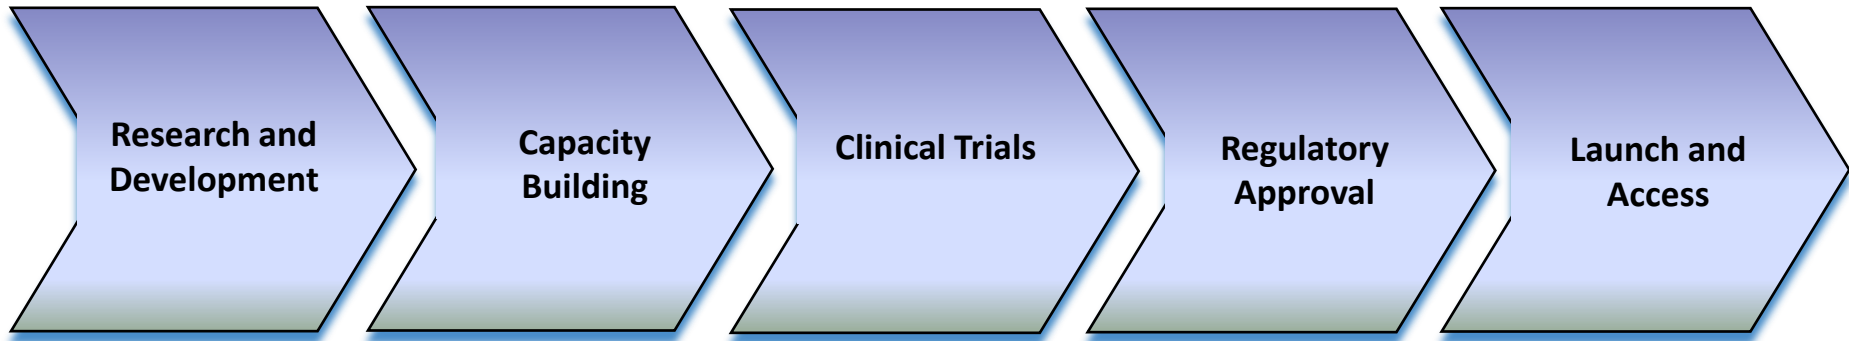 Research and
Development
Capacity
Building
Clinical Trials
Regulatory
Approval
Launch and
Access